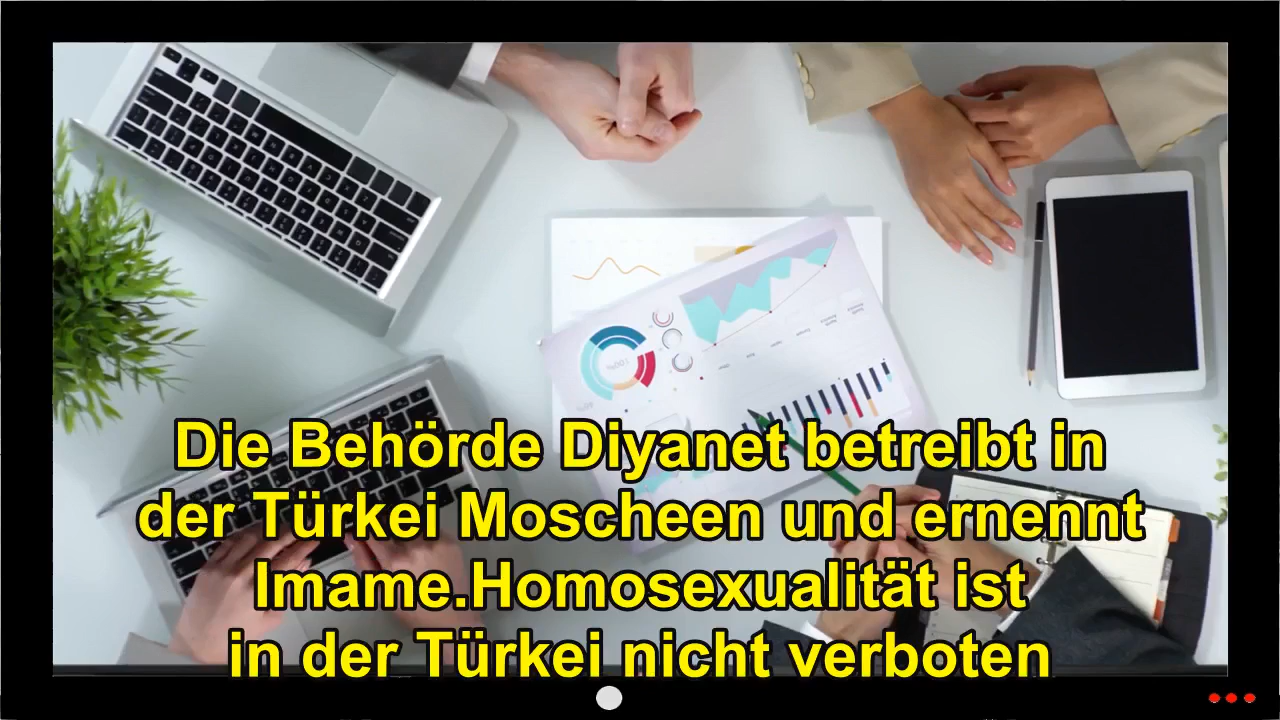 Die Behörde Diyanet betreibt in
der Türkei Moscheen und ernennt
Imame.Homosexualität ist
in der Türkei nicht verboten